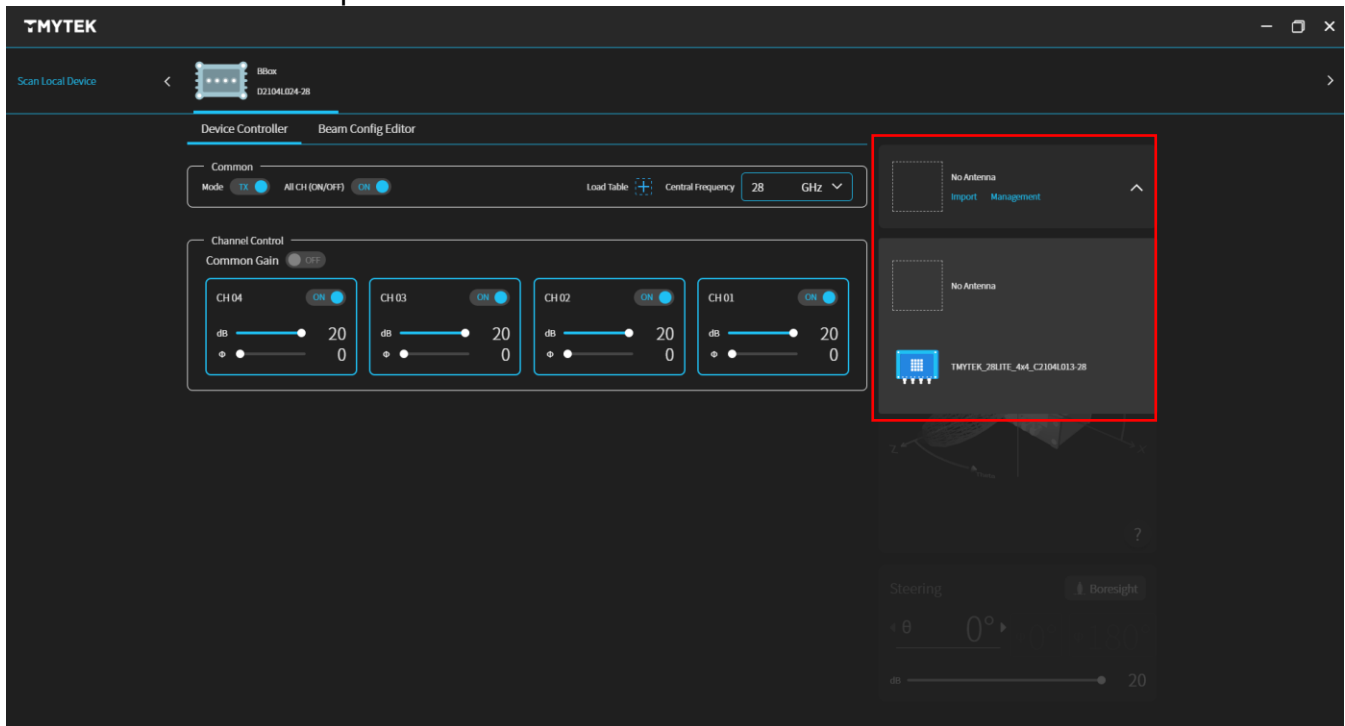 TMYTEK
Scan Local Device
BBox
D2104L024-28
Device Controller Beam Config Editor
Common
Mode TX All CH (ON/OFF) ON Load Table Central Frequency 28 GHz
No Antenna
Import Management
Channel Control
Common Gain OFF
CH 04 ON CH 03 ON CH 02 ON CH 01 ON
dB 20 dB 20 dB 20 dB 20
Φ 0 Φ 0 Φ 0 Φ 0
No Antenna
TMYTEK_28LITE_4x4_C2104L013-28
Z X
?
Steering Boresight
θ 0°
dB 20